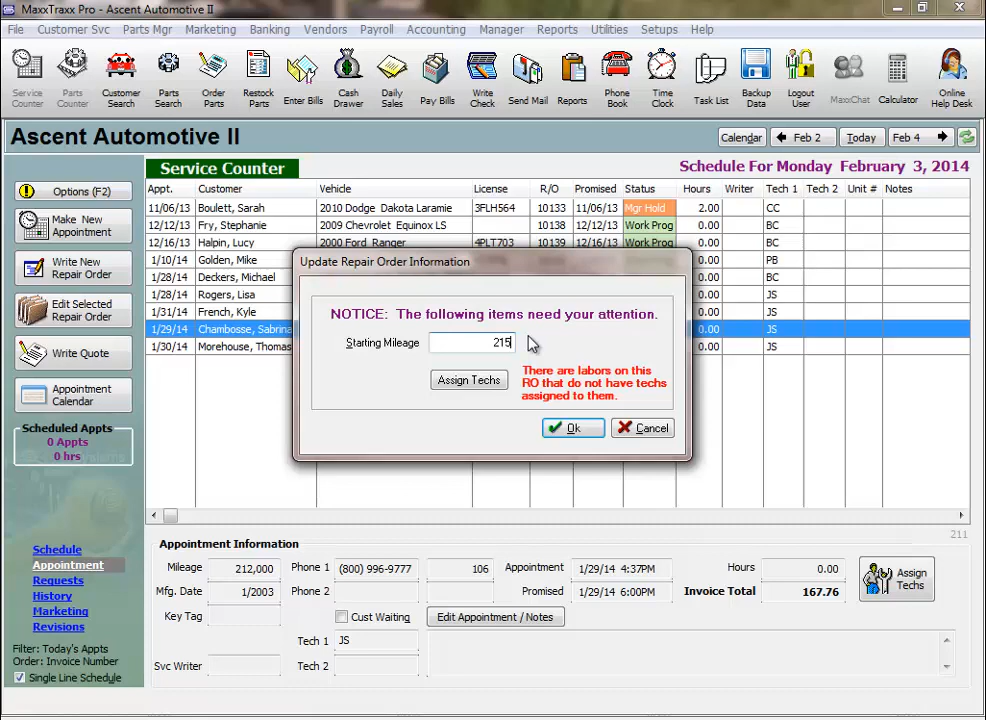 MaxxTraxx Pro - Ascent Automotive II
File Customer Svc Parts Mgr Marketing Banking Vendors Payroll Accounting Manager Reports Utilities Setups Help
Service Counter
Parts Counter
Customer Search
Parts Search
Order Parts
Restock Parts
Enter Bills
Cash Drawer
Daily Sales
Pay Bills
Write Check
Send Mail
Reports
Phone Book
Time Clock
Task List
Backup Data
Logout User
MaxxChat
Calculator
Online Help Desk
Ascent Automotive II
Calendar Feb 2 Today Feb 4
Service Counter
Schedule For Monday February 3, 2014
Options (F2)
Make New Appointment
Write New Repair Order
Edit Selected Repair Order
Write Quote
Appointment Calendar
Scheduled Appts
0 Appts
0 hrs
Appt. Customer Vehicle License R/O Promised Status Hours Writer Tech 1 Tech 2 Unit # Notes
11/06/13 Boulett, Sarah 2010 Dodge Dakota Laramie 3FLH564 10133 11/06/13 Mgr Hold 2.00 CC
12/12/13 Fry, Stephanie 2009 Chevrolet Equinox LS 10138 12/12/13 Work Prog 0.00 BC
12/16/13 Halpin, Lucy 2000 Ford Ranger 4PLT703 10139 12/16/13 Work Prog 0.00 BC
1/10/14 Golden, Mike 0.00 PB
1/28/14 Deckers, Michael 0.00 BC
1/28/14 Rogers, Lisa 0.00 JS
1/31/14 French, Kyle 0.00 JS
1/29/14 Chambosse, Sabrina 0.00 JS
1/30/14 Morehouse, Thomas 0.00 JS
Update Repair Order Information
NOTICE: The following items need your attention.
Starting Mileage 215
Assign Techs
There are labors on this
RO that do not have techs
assigned to them.
Ok Cancel
211
Schedule
Appointment
Requests
History
Marketing
Revisions
Filter: Today's Appts
Order: Invoice Number
Single Line Schedule
Appointment Information
Mileage 212,000 Phone 1 (800) 996-9777 106 Appointment 1/29/14 4:37PM Hours 0.00
Mfg. Date 1/2003 Phone 2 Promised 1/29/14 6:00PM Invoice Total 167.76
Assign Techs
Key Tag Cust Waiting Edit Appointment / Notes
Tech 1 JS
Svc Writer Tech 2